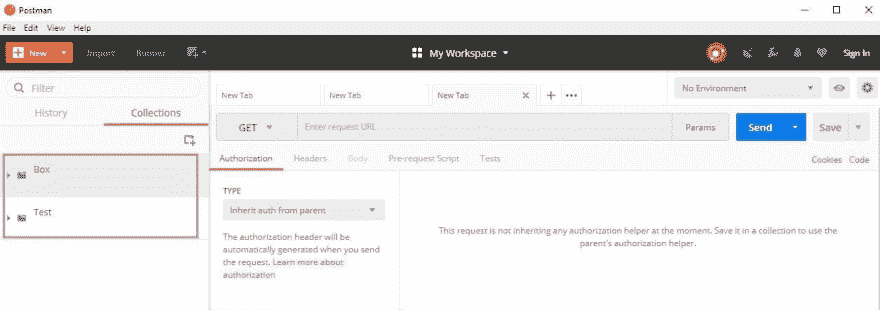 Postman
File Edit View Help
New Import Runner My Workspace Sign In
Filter
History Collections
Box
Test
New Tab New Tab New Tab No Environment
GET Enter request URL Params Send Save
Authorization Headers Body Pre-request Script Tests Cookies Code
TYPE
Inherit auth from parent
The authorization header will be
automatically generated when you send
the request. Learn more about
authorization
This request is not inheriting any authorization helper at the moment. Save it in a collection to use the
parent's authorization helper.